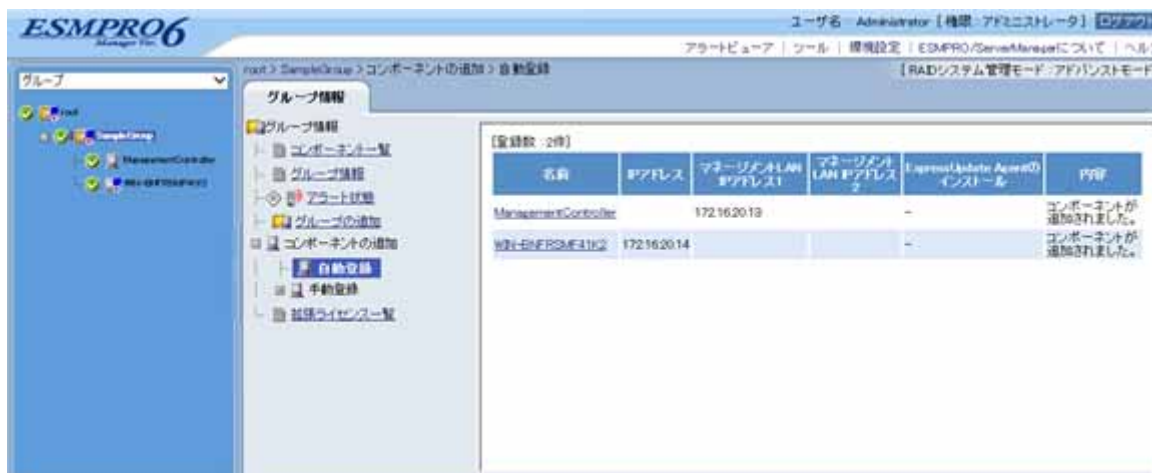 ESMPRO6
Manager Ver.
ユーザ名 Administrator [ 権限 アドミニストレータ ] ログアウト
アラートビューア | ツール | 環境設定 | ESMPRO/ServerManagerについて | ヘル
root > SampleGroup > コンポーネントの追加 > 自動登録
[ RAIDシステム管理モード :アドバンストモード
グループ
root
SampleGroup
ManagementController
グループ情報
グループ情報
コンポーネント一覧
グループ情報
アラート状態
グループの追加
コンポーネントの追加
自動登録
手動登録
拡張ライセンス一覧
[登録数 : 2件]
名前 IPアドレス マネージメントLAN IPアドレス1 マネージメントLAN IPアドレス2 ExpressUpdate Agentのインストール 内容
ManagementController 172.16.20.13 - コンポーネントが追加されました。
WIN-BNFRSMF41K2 172.16.20.14 - コンポーネントが追加されました。